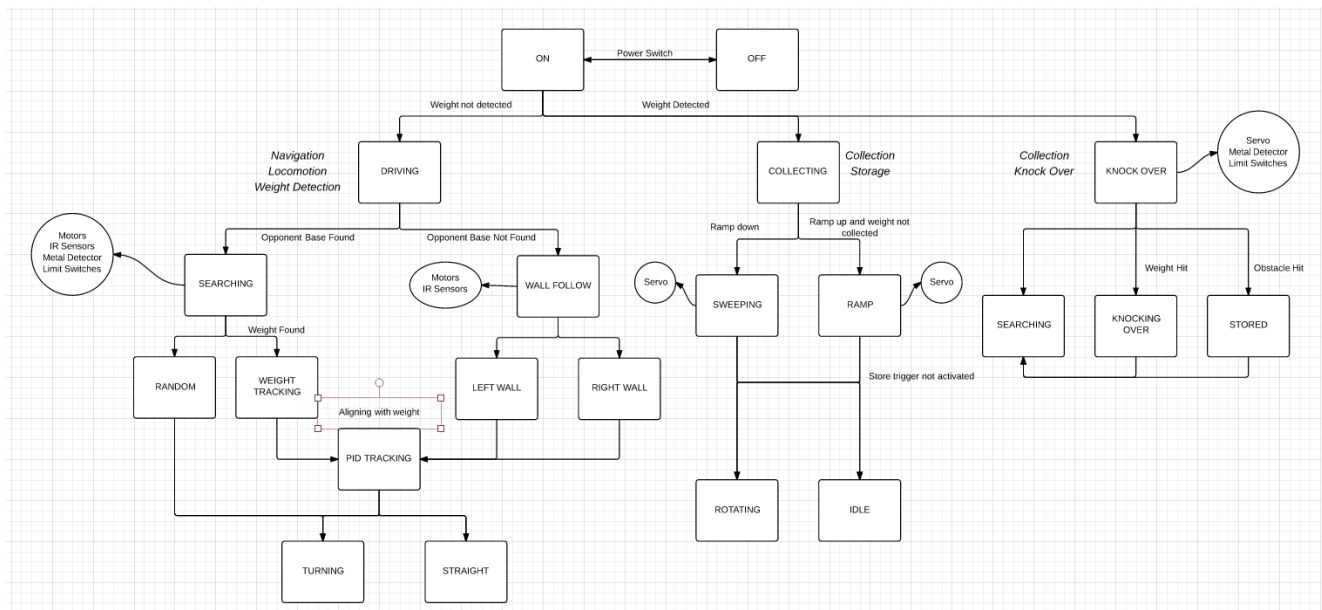 ON
Power Switch
OFF
Weight not detected
Weight Detected
Navigation
Locomotion
Weight Detection
DRIVING
COLLECTING
Collection
Storage
Collection
Knock Over
KNOCK OVER
Servo
Metal Detector
Limit Switches
Opponent Base Found
Opponent Base Not Found
Ramp down
Ramp up and weight not
collected
Motors
IR Sensors
Metal Detector
Limit Switches
SEARCHING
Motors
IR Sensors
WALL FOLLOW
Servo
SWEEPING
RAMP
Servo
Weight Hit
Obstacle Hit
SEARCHING
KNOCKING
OVER
STORED
Weight Found
RANDOM
WEIGHT
TRACKING
LEFT WALL
RIGHT WALL
Store trigger not activated
Aligning with weight
PID TRACKING
ROTATING
IDLE
TURNING
STRAIGHT